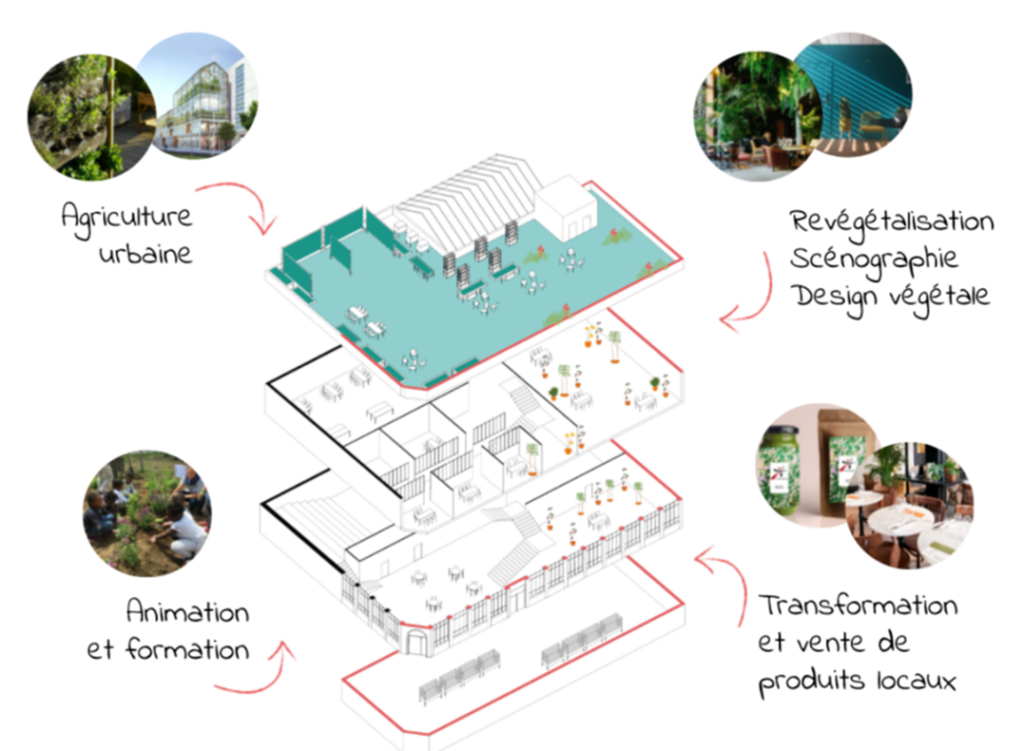 Agriculture
urbaine
Revégétalisation
Scénographie
Design végétale
Animation
et formation
Transformation
et vente de
produits locaux